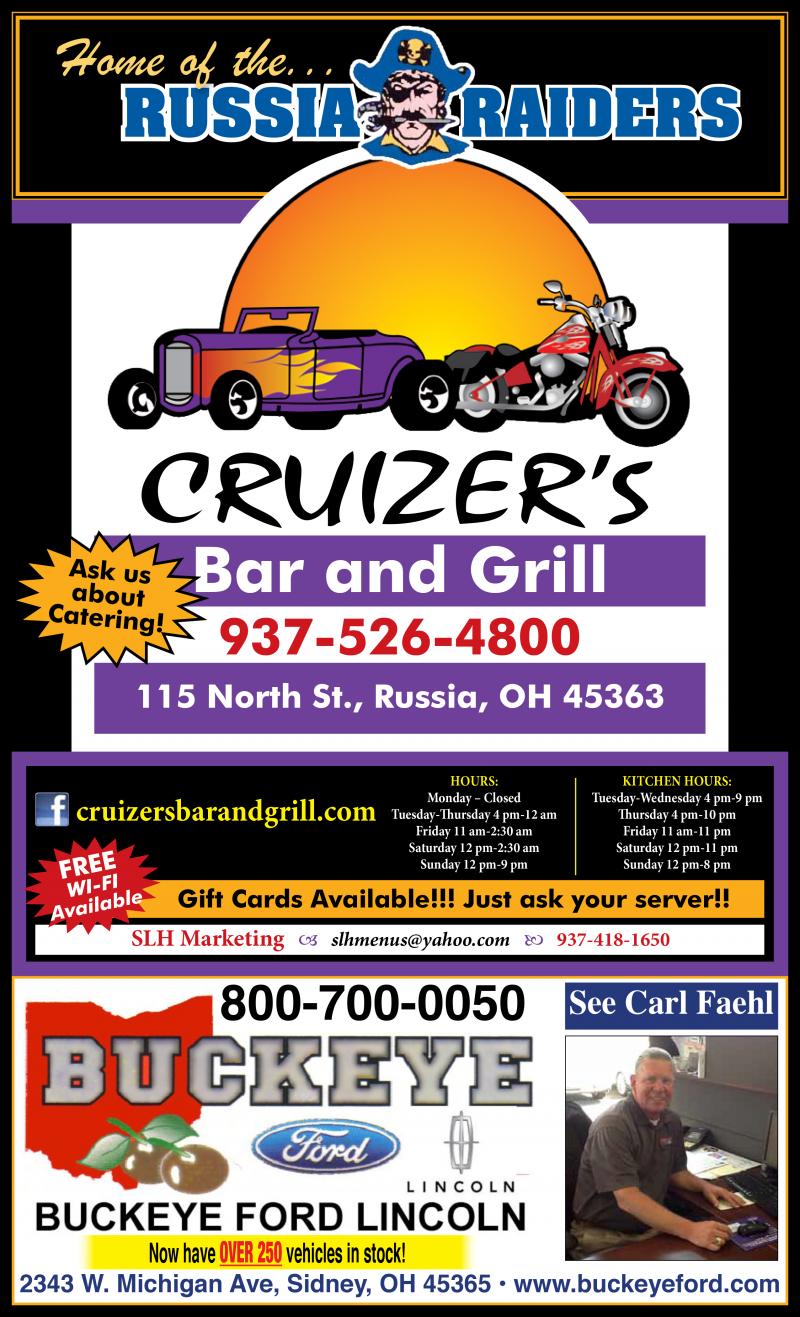 Home of the...
RUSSIA RAIDERS
CRUIZER'S
Bar and Grill
Ask us
about
Catering!
937-526-4800
115 North St., Russia, OH 45363
f cruizersbarandgrill.com
HOURS:
Monday – Closed
Tuesday-Thursday 4 pm-12 am
Friday 11 am-2:30 am
Saturday 12 pm-2:30 am
Sunday 12 pm-9 pm
KITCHEN HOURS:
Tuesday-Wednesday 4 pm-9 pm
Thursday 4 pm-10 pm
Friday 11 am-11 pm
Saturday 12 pm-11 pm
Sunday 12 pm-8 pm
FREE
WI-FI
Available
Gift Cards Available!!! Just ask your server!!
SLH Marketing slhmenus@yahoo.com 937-418-1650
800-700-0050
BUCKEYE
Ford
LINCOLN
BUCKEYE FORD LINCOLN
Now have OVER 250 vehicles in stock!
See Carl Faehl
2343 W. Michigan Ave, Sidney, OH 45365 • www.buckeyeford.com